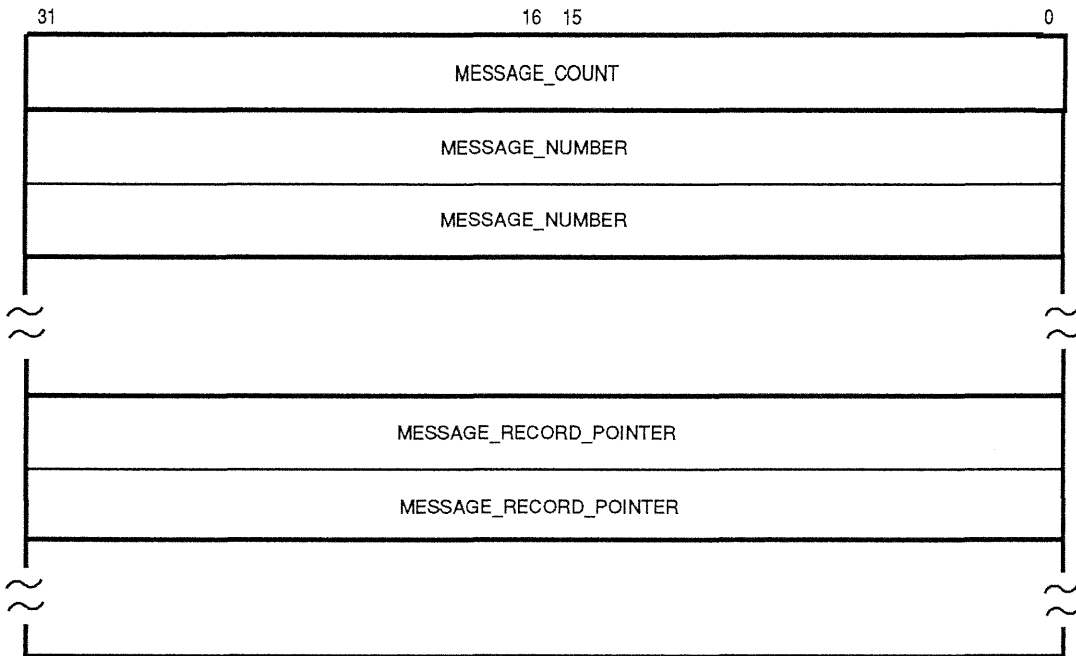 31 16 15 0
MESSAGE_COUNT
MESSAGE_NUMBER
MESSAGE_NUMBER
MESSAGE_RECORD_POINTER
MESSAGE_RECORD_POINTER